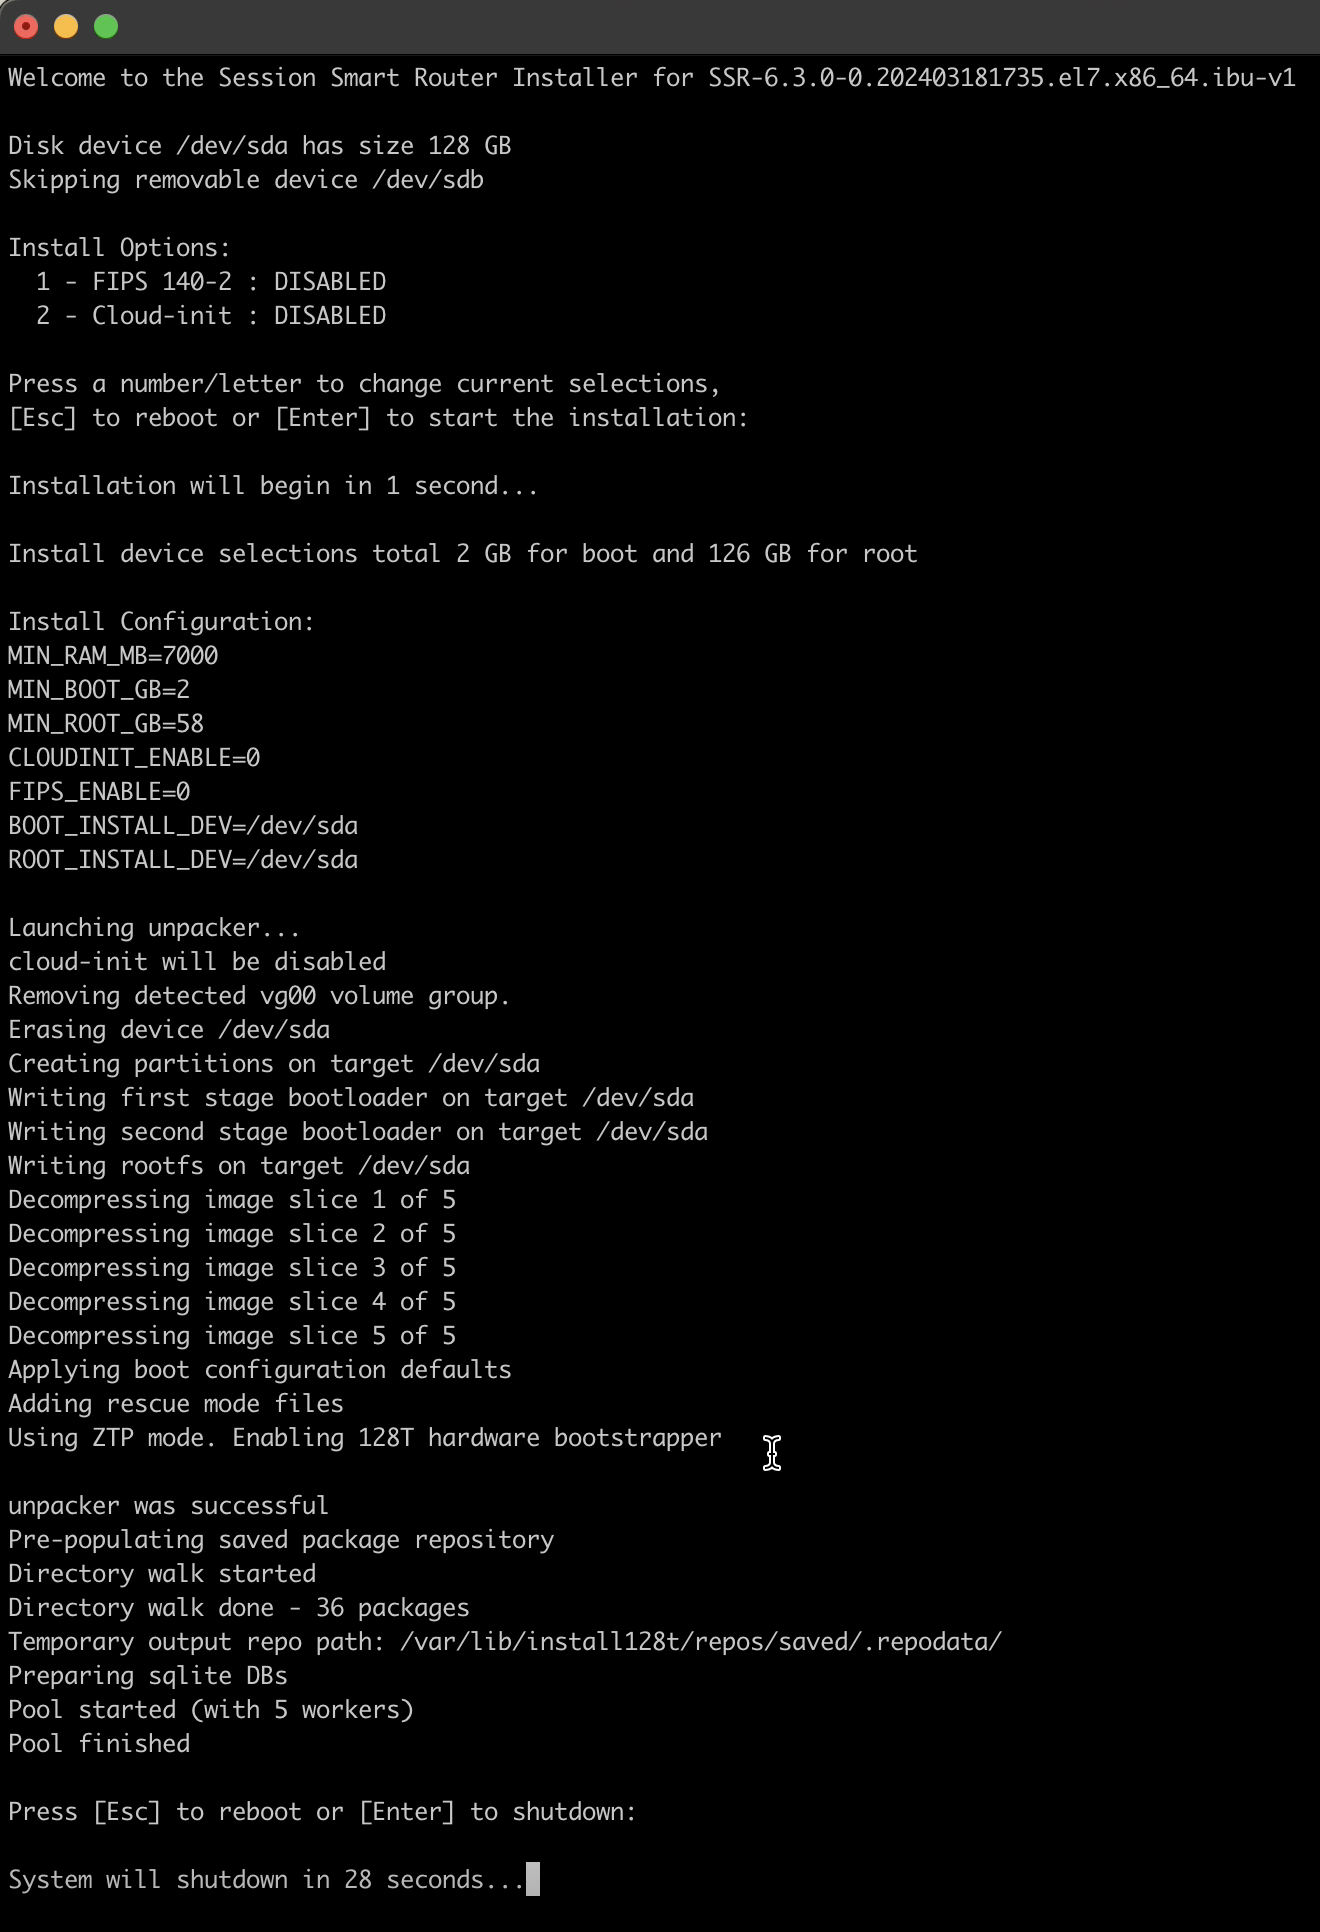 Welcome to the Session Smart Router Installer for SSR-6.3.0-0.202403181735.el7.x86_64.ibu-v1
Disk device /dev/sda has size 128 GB
Skipping removable device /dev/sdb
Install Options:
1 - FIPS 140-2 : DISABLED
2 - Cloud-init : DISABLED
Press a number/letter to change current selections,
[Esc] to reboot or [Enter] to start the installation:
Installation will begin in 1 second...
Install device selections total 2 GB for boot and 126 GB for root
Install Configuration:
MIN_RAM_MB=7000
MIN_BOOT_GB=2
MIN_ROOT_GB=58
CLOUDINIT_ENABLE=0
FIPS_ENABLE=0
BOOT_INSTALL_DEV=/dev/sda
ROOT_INSTALL_DEV=/dev/sda
Launching unpacker...
cloud-init will be disabled
Removing detected vg00 volume group.
Erasing device /dev/sda
Creating partitions on target /dev/sda
Writing first stage bootloader on target /dev/sda
Writing second stage bootloader on target /dev/sda
Writing rootfs on target /dev/sda
Decompressing image slice 1 of 5
Decompressing image slice 2 of 5
Decompressing image slice 3 of 5
Decompressing image slice 4 of 5
Decompressing image slice 5 of 5
Applying boot configuration defaults
Adding rescue mode files
Using ZTP mode. Enabling 128T hardware bootstrapper
unpacker was successful
Pre-populating saved package repository
Directory walk started
Directory walk done - 36 packages
Temporary output repo path: /var/lib/install128t/repos/saved/.repodata/
Preparing sqlite DBs
Pool started (with 5 workers)
Pool finished
Press [Esc] to reboot or [Enter] to shutdown:
System will shutdown in 28 seconds...